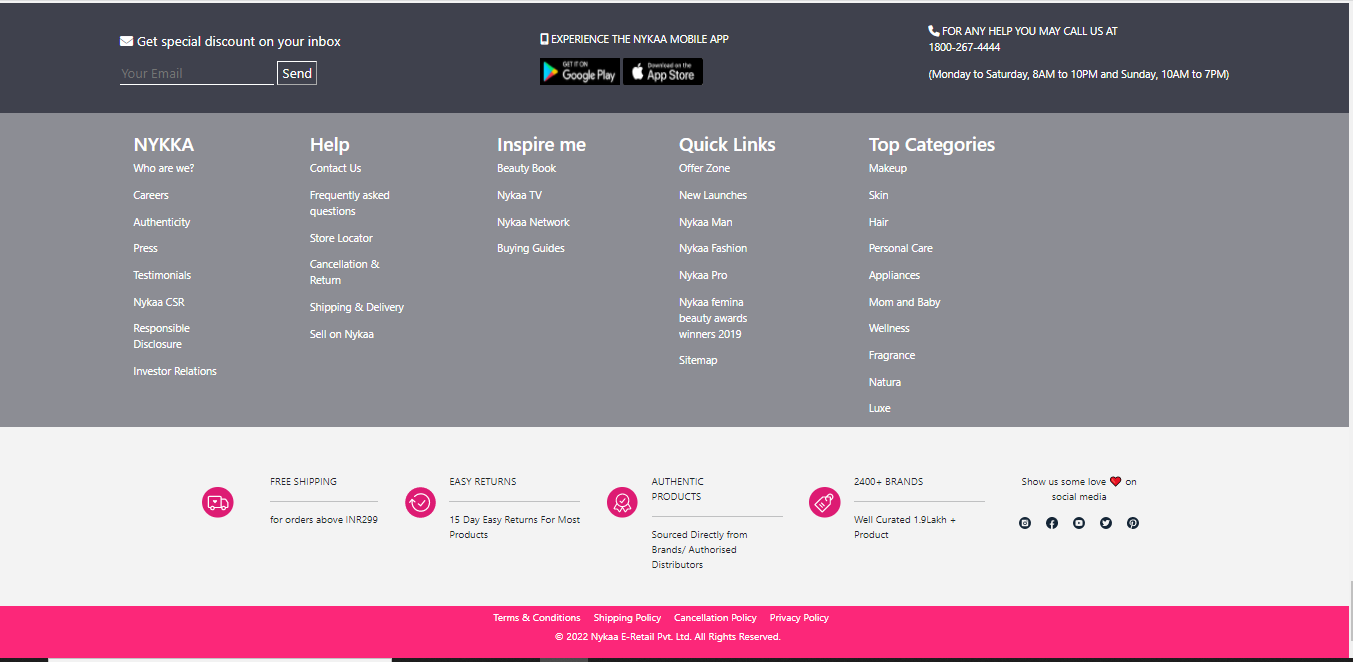 Get special discount on your inbox
Your Email
Send
EXPERIENCE THE NYKAA MOBILE APP
GET IT ON
Google Play
Download on the
App Store
FOR ANY HELP YOU MAY CALL US AT
1800-267-4444
(Monday to Saturday, 8AM to 10PM and Sunday, 10AM to 7PM)
NYKKA
Who are we?
Careers
Authenticity
Press
Testimonials
Nykaa CSR
Responsible
Disclosure
Investor Relations
Help
Contact Us
Frequently asked
questions
Store Locator
Cancellation &
Return
Shipping & Delivery
Sell on Nykaa
Inspire me
Beauty Book
Nykaa TV
Nykaa Network
Buying Guides
Quick Links
Offer Zone
New Launches
Nykaa Man
Nykaa Fashion
Nykaa Pro
Nykaa femina
beauty awards
winners 2019
Sitemap
Top Categories
Makeup
Skin
Hair
Personal Care
Appliances
Mom and Baby
Wellness
Fragrance
Natura
Luxe
FREE SHIPPING
for orders above INR299
EASY RETURNS
15 Day Easy Returns For Most
Products
AUTHENTIC
PRODUCTS
Sourced Directly from
Brands/ Authorised
Distributors
2400+ BRANDS
Well Curated 1.9Lakh +
Product
Show us some love ❤️ on
social media
Terms & Conditions Shipping Policy Cancellation Policy Privacy Policy
© 2022 Nykaa E-Retail Pvt. Ltd. All Rights Reserved.